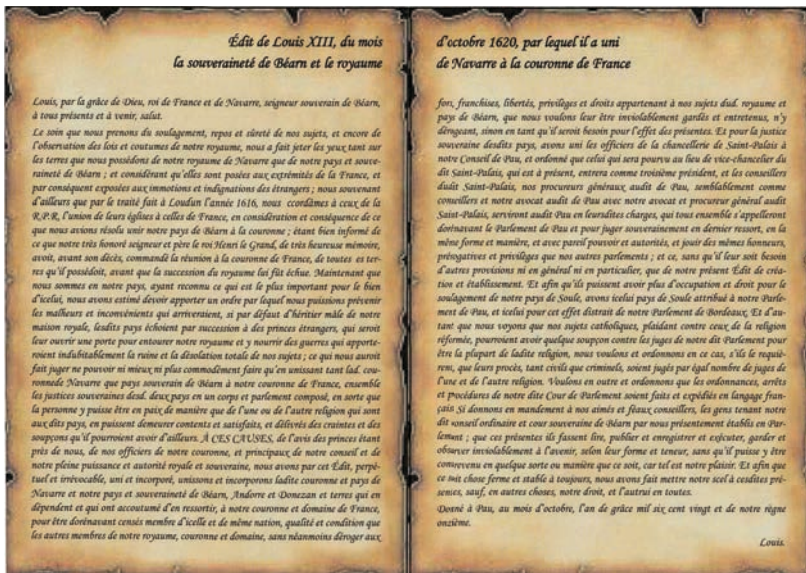 Édit de Louis XIII, du mois
la souveraineté de Béarn et le royaume
Louis, par la grâce de Dieu, roi de France et de Navarre, seigneur souverain de Béarn,
à tous présents et à venir, salut.
Le soin que nous prenons du soulagement, repos et sûreté de nos sujets, et encore de
l'observation des lois et coutumes de notre royaume, nous a fait jeter les yeux tant sur
les terres que nous possédons de notre royaume de Navarre que de notre pays et souve-
raineté de Béarn ; et considérant qu'elles sont posées aux extrémités de la France, et
par conséquent exposées aux immotions et indignations des étrangers ; nous souvenant
d'ailleurs que par le traité fait à Loudun l'année 1616, nous ccordâmes à ceux de la
R.P.R. l'union de leurs églises à celles de France, en considération et conséquence de ce
que nous avions résolu unir notre pays de Béarn à la couronne ; étant bien informé de
ce que notre très honoré seigneur et père le roi Henri le Grand, de très heureuse mémoire,
avoit, avant son décès, commandé la réunion à la couronne de France, de toutes es ter-
res qu'il possédoit, avant que la succession du royaume lui fût échue. Maintenant que
nous sommes en notre pays, ayant reconnu ce qui est le plus important pour le bien
d'icelui, nous avons estimé devoir apporter un ordre par lequel nous puissions prévenir
les malheurs et inconvénients qui arriveraient, si par défaut d'héritier mâle de notre
maison royale, lesdits pays échoient par succession à des princes étrangers, qui seroit
leur ouvrir une porte pour entourer notre royaume et y nourrir des guerres qui apporte-
roient indubitablement la ruine et la désolation totale de nos sujets ; ce qui nous auroit
fait juger ne pouvoir ni mieux ni plus commodément faire qu'en unissant tant lad. cou-
ronnede Navarre que pays souverain de Béarn à notre couronne de France, ensemble
les justices souveraines desd. deux pays en un corps et parlement composé, en sorte que
la personne y puisse être en paix de manière que de l'une ou de l'autre religion qui sont
aux dits pays, en puissent demeurer contents et satisfaits, et délivrés des craintes et des
soupçons qu'il pourroient avoir d'ailleurs. À CES CAUSES, de l'avis des princes étant
près de nous, de nos officiers de notre couronne, et principaux de notre conseil et de
notre pleine puissance et autorité royale et souveraine, nous avons par cet Édit, perpé-
tuel et irrévocable, uni et incorporé, unissons et incorporons ladite couronne et pays de
Navarre et notre pays et souveraineté de Béarn, Andorre et Donezan et terres qui en
dépendent et qui ont accoutumé d'en ressortir, à notre couronne et domaine de France,
pour être dorénavant censés membre d'icelle et de même nation, qualité et condition que
les autres membres de notre royaume, couronne et domaine, sans néanmoins déroger aux
d'octobre 1620, par lequel il a uni
de Navarre à la couronne de France
fors, franchises, libertés, privilèges et droits appartenant à nos sujets dud. royaume et
pays de Béarn, que nous voulons leur être inviolablement gardés et entretenus, n'y
dérogeant, sinon en tant qu'il seroit besoin pour l'effet des présentes. Et pour la justice
souveraine desdits pays, avons uni les officiers de la chancellerie de Saint-Palais à
notre Conseil de Pau, et ordonné que celui qui sera pourvu au lieu de vice-chancelier du
dit Saint-Palais, qui est à présent, entrera comme troisième président, et les conseillers
dudit Saint-Palais, nos procureurs généraux audit de Pau, semblablement comme
conseillers et notre avocat audit de Pau avec notre avocat et procureur général audit
Saint-Palais, serviront audit Pau en leursdites charges, qui tous ensemble s'appelleront
dorénavant le Parlement de Pau et pour juger souverainement en dernier ressort, en la
même forme et manière, et avec pareil pouvoir et autorités, et jouir des mêmes honneurs,
prérogatives et privilèges que nos autres parlements ; et ce, sans qu'il leur soit besoin
d'autres provisions ni en général ni en particulier, que de notre présent Édit de créa-
tion et établissement. Et afin qu'ils puissent avoir plus d'occupation et droit pour le
soulagement de notre pays de Soule, avons icelui pays de Soule attribué à notre Parle-
ment de Pau, et icelui pour cet effet distrait de notre Parlement de Bordeaux. Et d'au-
tant que nous voyons que nos sujets catholiques, plaidant contre ceux de la religion
réformée, pourroient avoir quelque soupçon contre les juges de notre dit Parlement pour
être la plupart de ladite religion, nous voulons et ordonnons en ce cas, s'ils le requiè-
rent, que leurs procès, tant civils que criminels, soient jugés par égal nombre de juges de
l'une et de l'autre religion. Voulons en outre et ordonnons que les ordonnances, arrêts
et procédures de notre dite Cour de Parlement soient faits et expédiés en langage fran-
çais Si donnons en mandement à nos aimés et féaux conseillers, les gens tenant notre
dit conseil ordinaire et cour souveraine de Béarn par nous présentement établis en Par-
lement ; que ces présentes ils fassent lire, publier et enregistrer et exécuter, garder et
observer inviolablement à l'avenir, selon leur forme et teneur, sans qu'il puisse y être
contrevenu en quelque sorte ou manière que ce soit, car tel est notre plaisir. Et afin que
ce soit chose ferme et stable à toujours, nous avons fait mettre notre scel à cesdites pré-
sentes, sauf, en autres choses, notre droit, et l'autrui en toutes.
Donné à Pau, au mois d'octobre, l'an de grâce mil six cent vingt et de notre règne
onzième.
Louis.